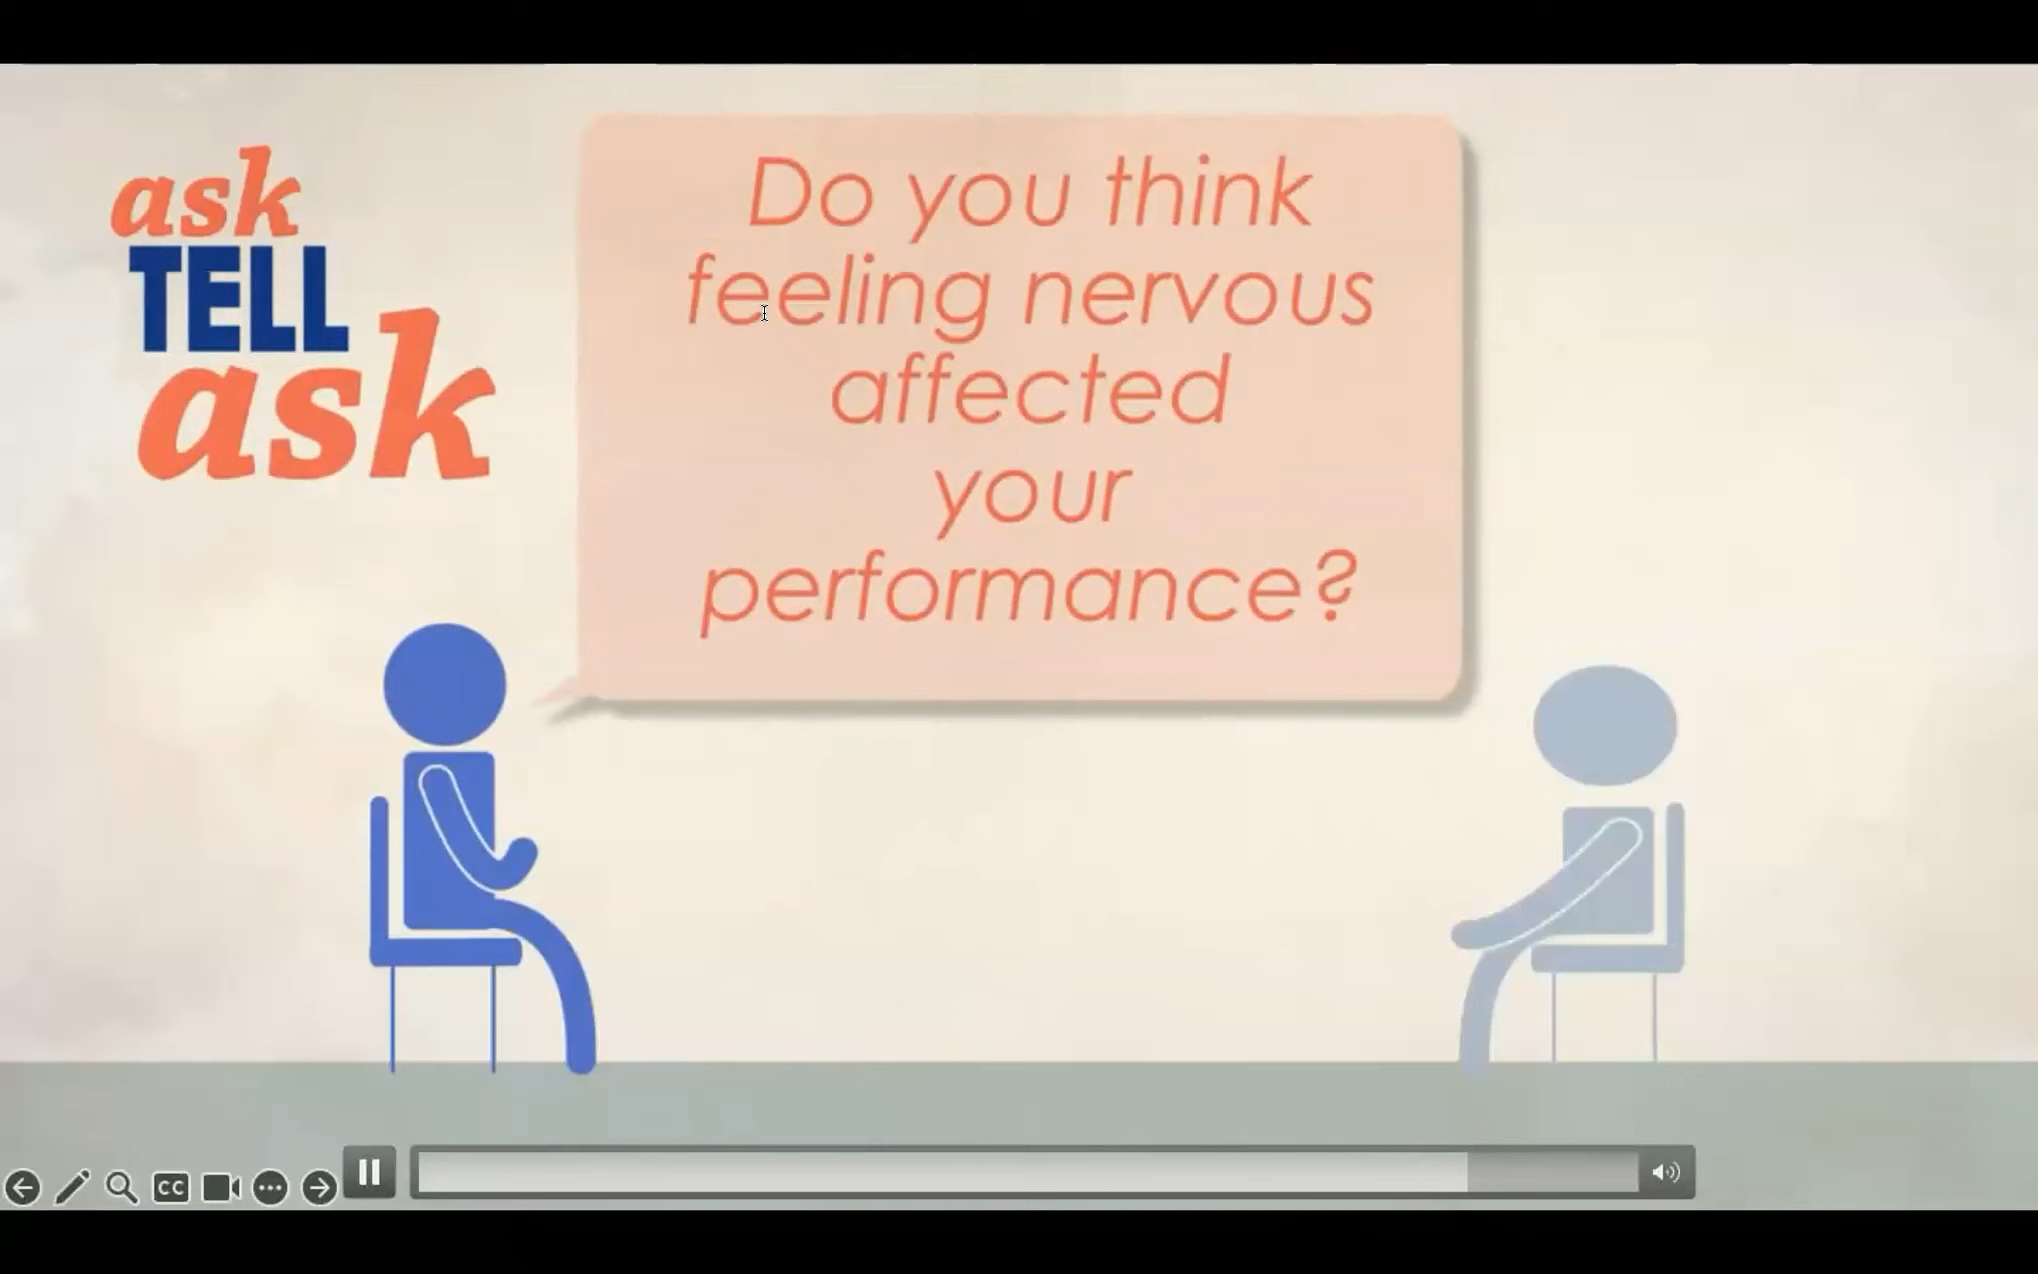 ask
TELL
ask
Do you think
feeling nervous
affected
your
performance?
CC